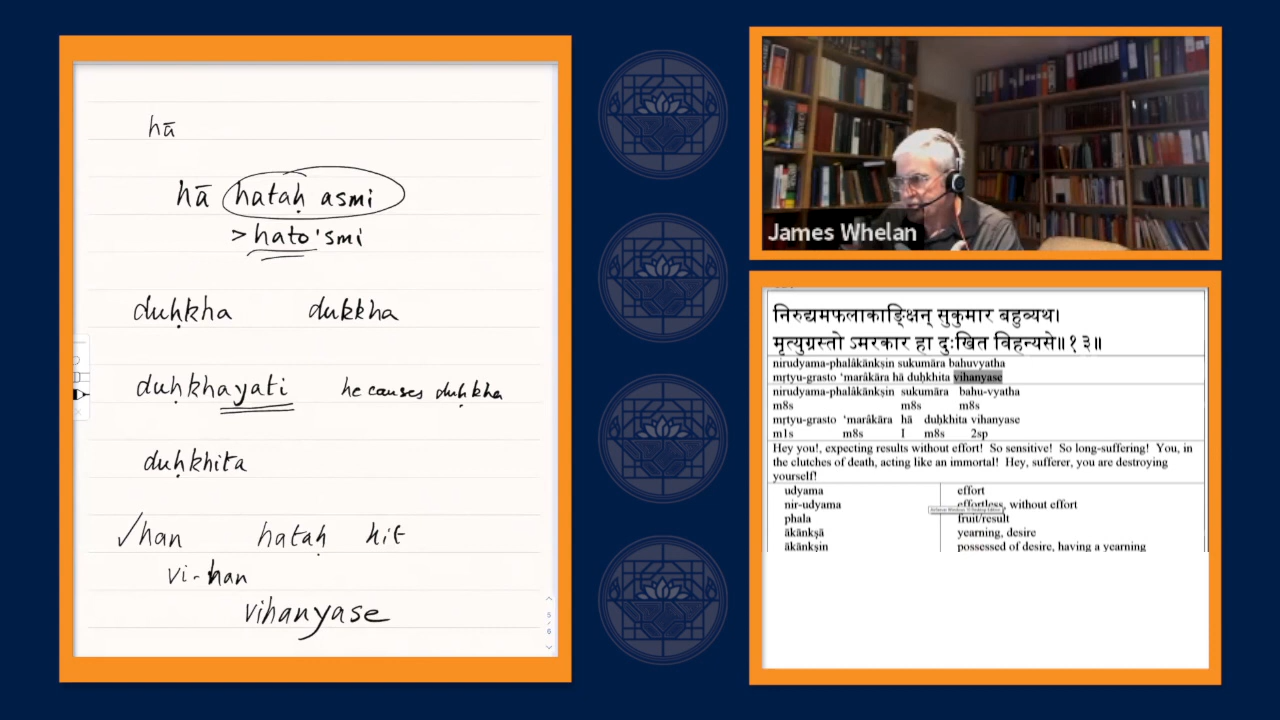 hā
hā hataḥ asmi
> hato'smi
duḥkha dukkha
duḥkhayati he causes duḥkha
duḥkhita
√han hataḥ hit
vi-han
vihanyase
5
/
6
James Whelan
निरुद्यमफलाकाङ्क्षिन् सुकुमार बहुव्यथ।
मृत्युग्रस्तो ऽमरकार हा दुःखित विहन्यसे॥१३॥
nirudyama-phalâkāṅkṣin sukumāra bahuvyatha
mṛtyu-grasto 'marâkāra hā duḥkhita vihanyase
nirudyama-phalâkāṅkṣin sukumāra bahu-vyatha
m8s m8s m8s
mṛtyu-grasto 'marâkāra hā duḥkhita vihanyase
m1s m8s I m8s 2sp
Hey you!, expecting results without effort! So sensitive! So long-suffering! You, in
the clutches of death, acting like an immortal! Hey, sufferer, you are destroying
yourself!
udyama effort
nir-udyama effortless, without effort
phala fruit/result
ākāṅkṣā yearning, desire
ākāṅkṣin possessed of desire, having a yearning